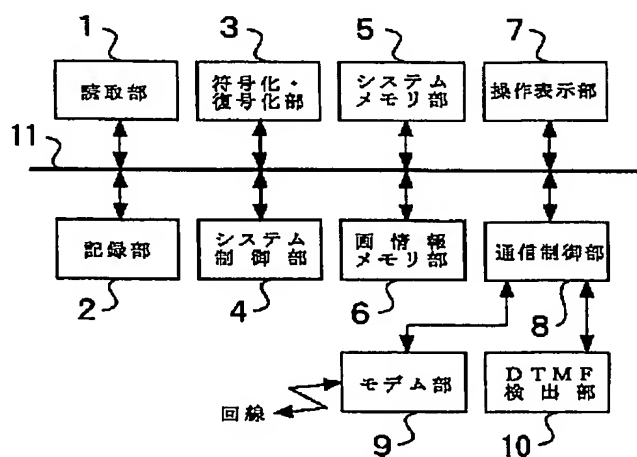 1
3
5
7
読取部
符号化・
復号化部
システム
メモリ部
操作表示部
11
記録部
システム
制御部
画情報
メモリ部
通信制御部
2
4
6
8
モデム部
DTMF
検出部
回線
9
10